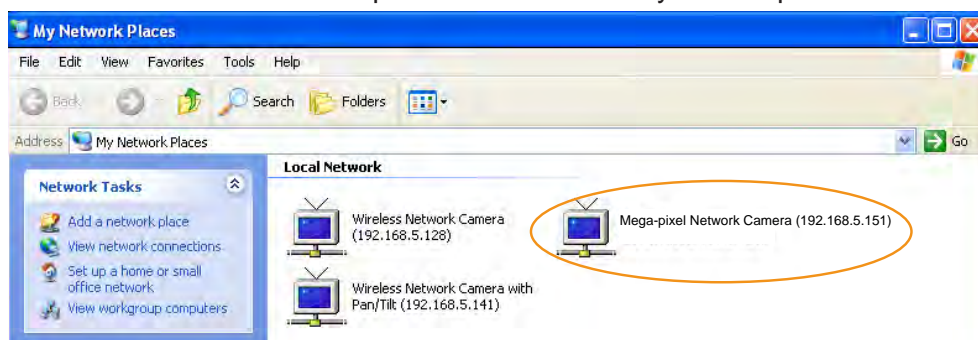 My Network Places
File Edit View Favorites Tools Help
Back Search Folders
Address My Network Places Go
Network Tasks
Add a network place
View network connections
Set up a home or small
office network
View workgroup computers
Local Network
Wireless Network Camera
(192.168.5.128)
Mega-pixel Network Camera (192.168.5.151)
Wireless Network Camera with
Pan/Tilt (192.168.5.141)